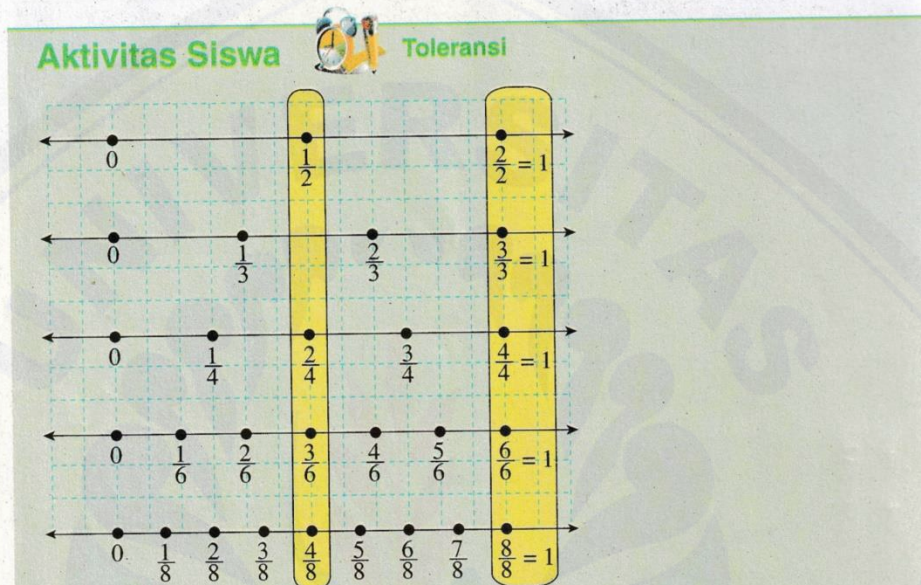 Aktivitas Siswa Toleransi
0 1/2 2/2 = 1
0 1/3 2/3 3/3 = 1
0 1/4 2/4 3/4 4/4 = 1
0 1/6 2/6 3/6 4/6 5/6 6/6 = 1
0 1/8 2/8 3/8 4/8 5/8 6/8 7/8 8/8 = 1
UNIVERSITAS